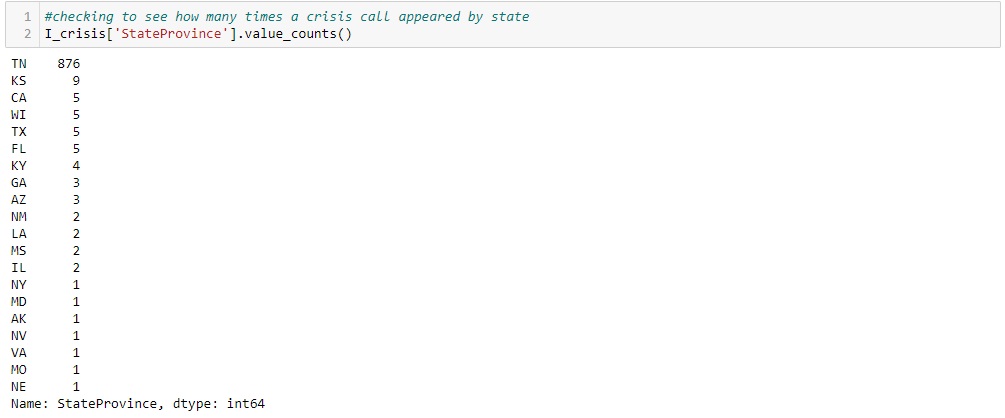 1 #checking to see how many times a crisis call appeared by state
2 I_crisis['StateProvince'].value_counts()
TN 876
KS 9
CA 5
WI 5
TX 5
FL 5
KY 4
GA 3
AZ 3
NM 2
LA 2
MS 2
IL 2
NY 1
MD 1
AK 1
NV 1
VA 1
MO 1
NE 1
Name: StateProvince, dtype: int64